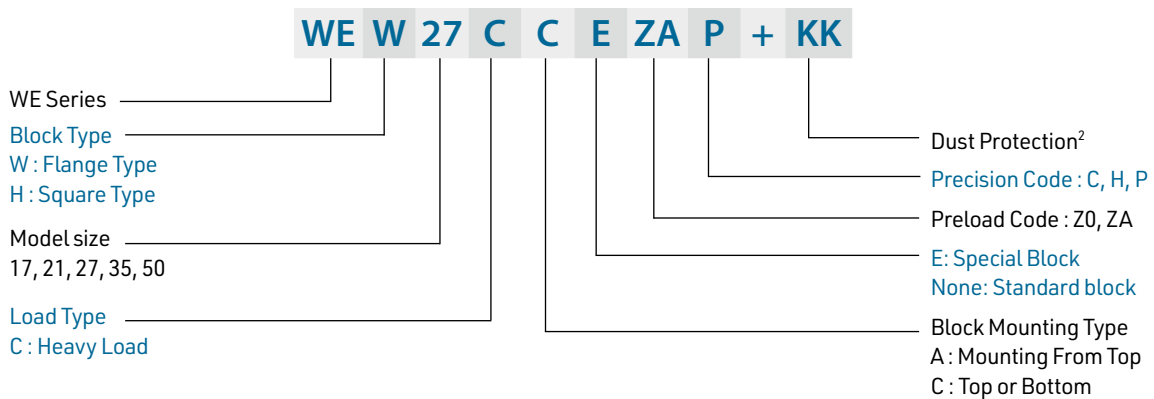 WE W 27 C C E ZA P + KK
WE Series
Block Type
W : Flange Type
H : Square Type
Model size
17, 21, 27, 35, 50
Load Type
C : Heavy Load
Dust Protection²
Precision Code : C, H, P
Preload Code : Z0, ZA
E: Special Block
None: Standard block
Block Mounting Type
A : Mounting From Top
C : Top or Bottom